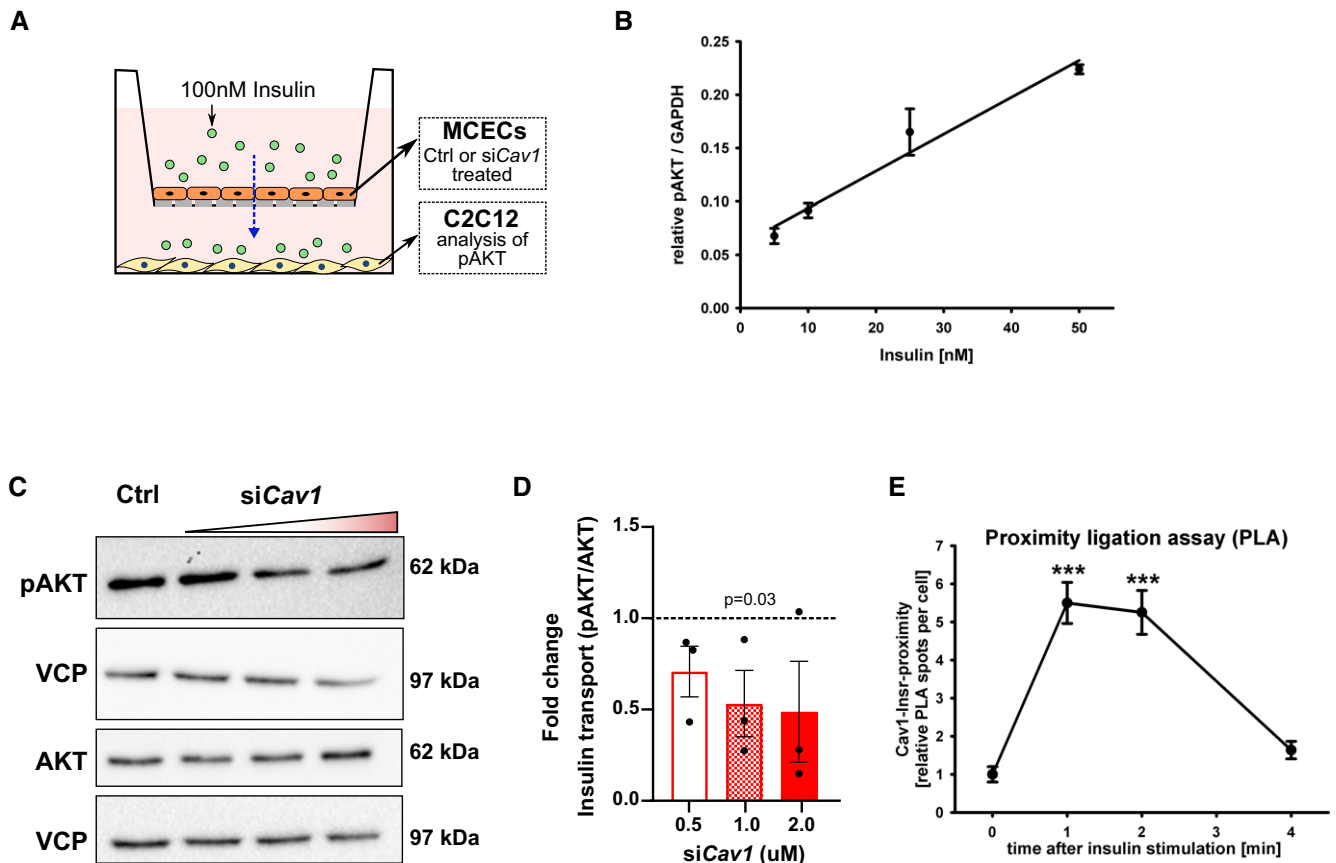 A
100nM Insulin
MCECs
Ctrl or siCav1
treated
C2C12
analysis of
pAKT
B
relative pAKT / GAPDH
0.25
0.20
0.15
0.10
0.05
0.00
0 10 20 30 40 50
Insulin [nM]
C
Ctrl siCav1
pAKT 62 kDa
VCP 97 kDa
AKT 62 kDa
VCP 97 kDa
D
Fold change
Insulin transport (pAKT/AKT)
1.5
1.0
0.5
0.0
p=0.03
0.5 1.0 2.0
siCav1 (uM)
E
Proximity ligation assay (PLA)
Cav1-Insr-proximity
[relative PLA spots per cell]
8
7
6
5
4
3
2
1
0
*** ***
0 1 2 3 4
time after insulin stimulation [min]